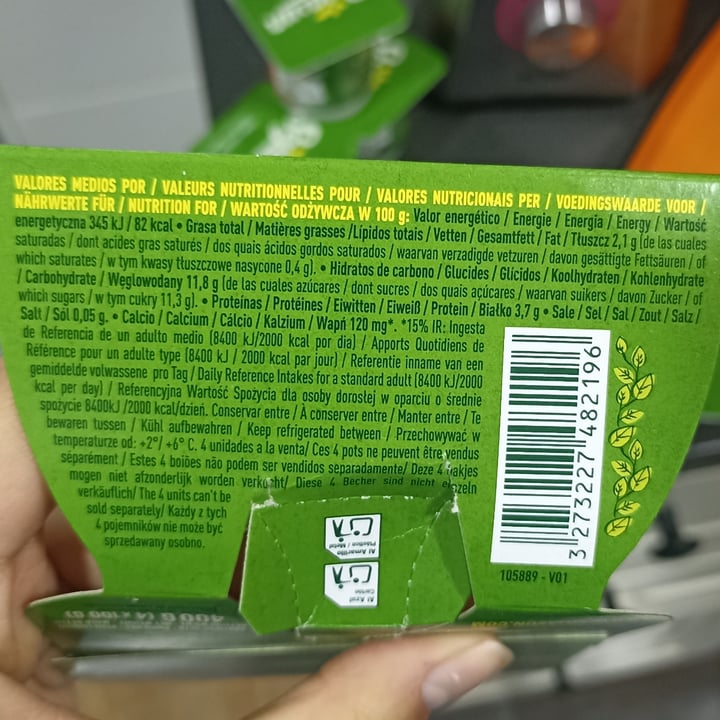 VALORES MEDIOS POR / VALEURS NUTRITIONNELLES POUR / VALORES NUTRICIONAIS PER / VOEDINGSWAARDE VOOR /
NÄHRWERTE FÜR / NUTRITION FOR / WARTOŚĆ ODŻYWCZA W 100 g: Valor energético / Energie / Energia / Energy / Wartość
energetyczna 345 kJ / 82 kcal • Grasa total / Matières grasses /Lípidos totais / Vetten / Gesamtfett / Fat / Tłuszcz 2,1 g (de las cuales
saturadas / dont acides gras saturés / dos quais ácidos gordos saturados / waarvan verzadigde vetzuren / davon gesättigte Fettsäuren / of
which saturates / w tym kwasy tłuszczowe nasycone 0,4 g). • Hidratos de carbono / Glucides / Glícidos / Koolhydraten / Kohlenhydrate
/ Carbohydrate / Węglowodany 11,8 g (de las cuales azúcares / dont sucres / dos quais açúcares / waarvan suikers / davon Zucker / of
which sugars / w tym cukry 11,3 g). • Proteínas / Protéines / Eiwitten / Eiweiß / Protein / Białko 3,7 g • Sale / Sel / Sal / Zout / Salz /
Salt / Sól 0,05 g. • Calcio / Calcium / Cálcio / Kalzium / Wapń 120 mg*. *15% IR: Ingesta
de Referencia de un adulto medio (8400 kJ/2000 kcal por día) / Apports Quotidiens de
Référence pour un adulte type (8400 kJ / 2000 kcal par jour) / Referentie inname van een
gemiddelde volwassene pro Tag / Daily Reference Intakes for a standard adult (8400 kJ/2000
kcal per day) / Referencyjna Wartość Spożycia dla osoby dorosłej w oparciu o średnie
spożycie 8400kJ /2000 kcal/dzień. Conservar entre / À conserver entre / Manter entre / Te
bewaren tussen / Kühl aufbewahren / Keep refrigerated between / Przechowywać w
temperaturze od: +2°/ +6° C. 4 unidades a la venta/ Ces 4 pots ne peuvent être vendus
séparément/ Estes 4 boiões não podem ser vendidos separadamente/ Deze 4 bakjes
mogen niet afzonderlijk worden verkocht/ Diese 4 Becher sind nicht einzeln
verkäuflich/ The 4 units can't be
sold separately/ Każdy z tych
4 pojemników nie może być
sprzedawany osobno.
3 273227 482196
105889 - V01
Al Amarillo
Plástico / Metal
Al Azul
Cartón
400 G (4 x 100 G)